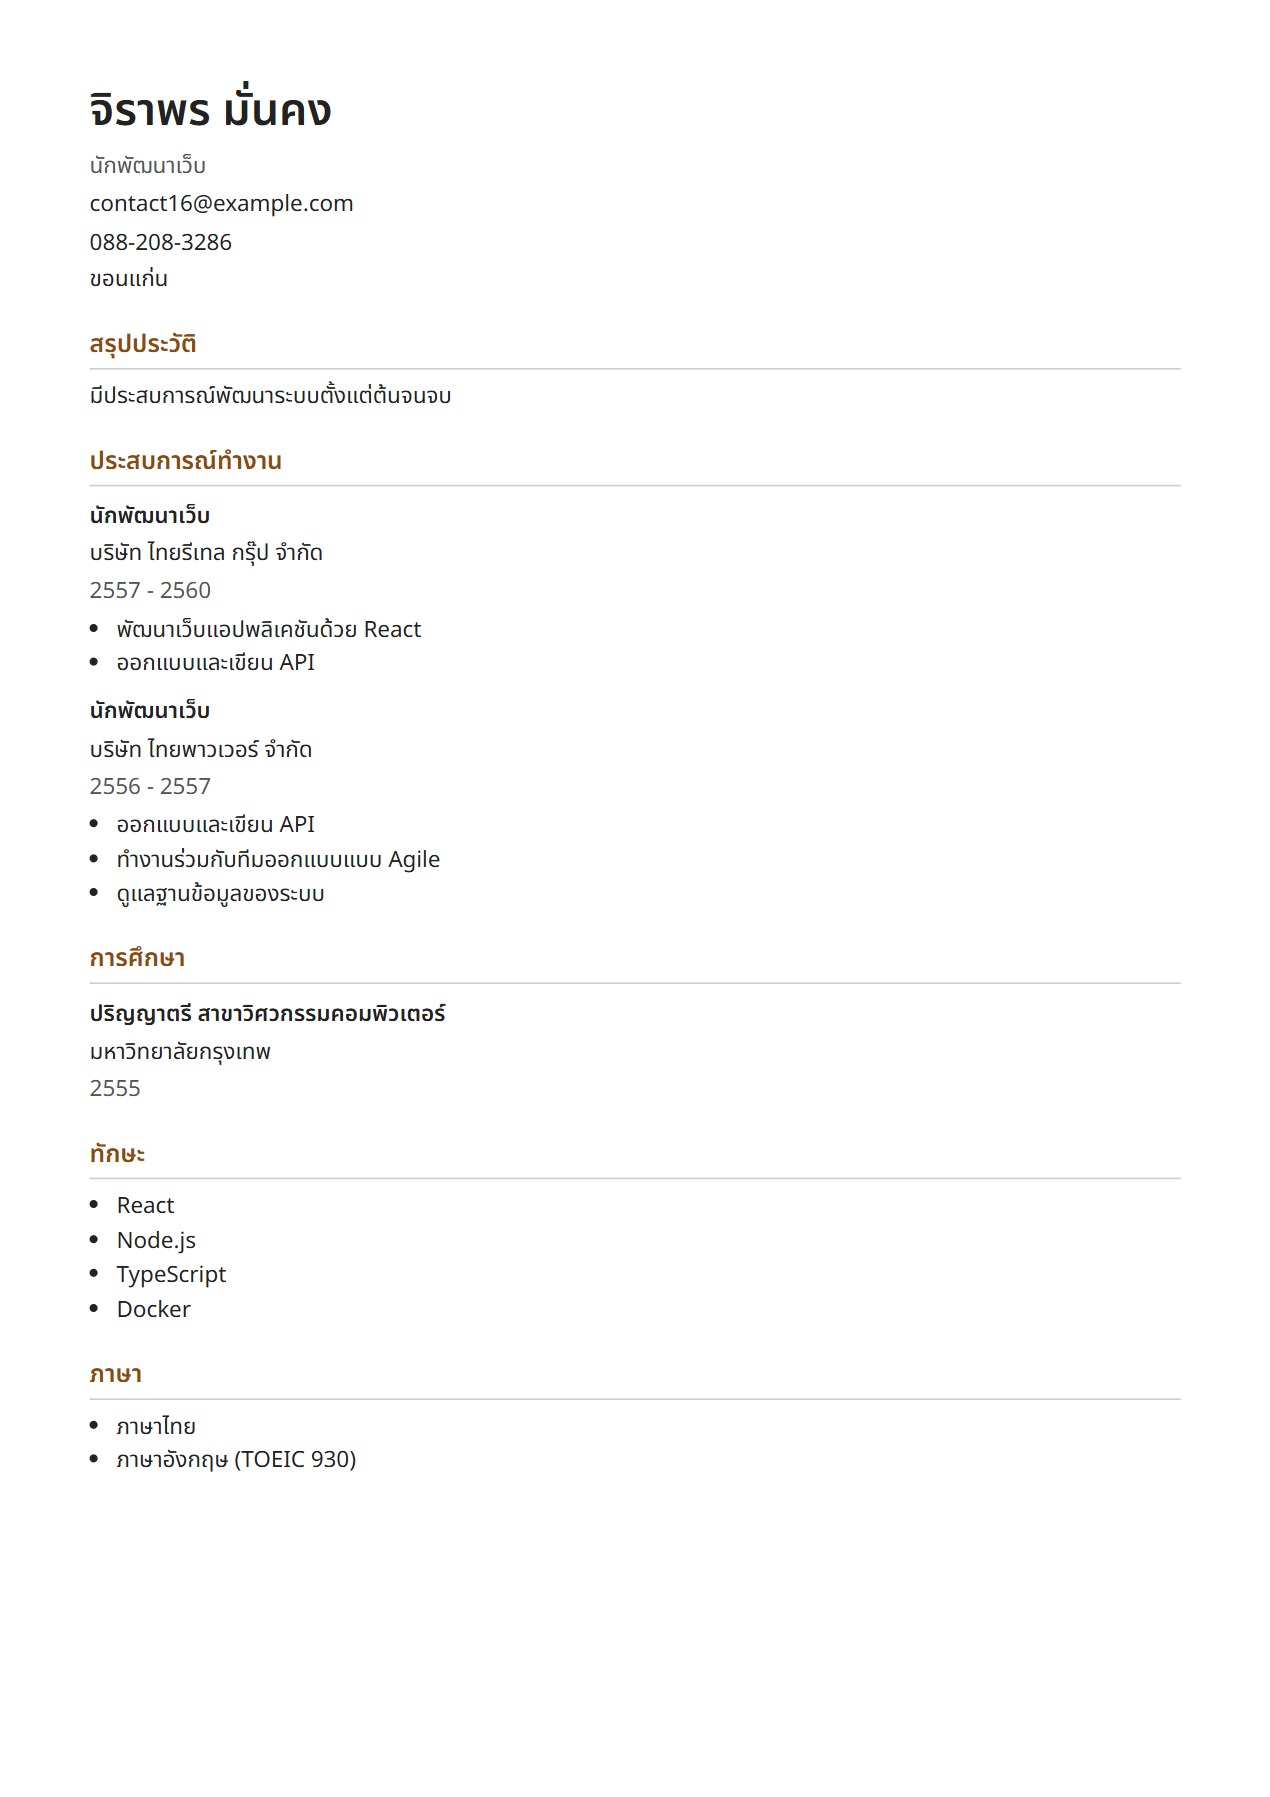 จิราพร มั่นคง
นักพัฒนาเว็บ
contact16@example.com
088-208-3286
ขอนแก่น
สรุปประวัติ
มีประสบการณ์พัฒนาระบบตั้งแต่ต้นจนจบ
ประสบการณ์ทำงาน
นักพัฒนาเว็บ
บริษัท ไทยรีเทล กรุ๊ป จำกัด
2557 - 2560
• พัฒนาเว็บแอปพลิเคชันด้วย React
• ออกแบบและเขียน API
นักพัฒนาเว็บ
บริษัท ไทยพาวเวอร์ จำกัด
2556 - 2557
• ออกแบบและเขียน API
• ทำงานร่วมกับทีมออกแบบแบบ Agile
• ดูแลฐานข้อมูลของระบบ
การศึกษา
ปริญญาตรี สาขาวิศวกรรมคอมพิวเตอร์
มหาวิทยาลัยกรุงเทพ
2555
ทักษะ
• React
• Node.js
• TypeScript
• Docker
ภาษา
• ภาษาไทย
• ภาษาอังกฤษ (TOEIC 930)